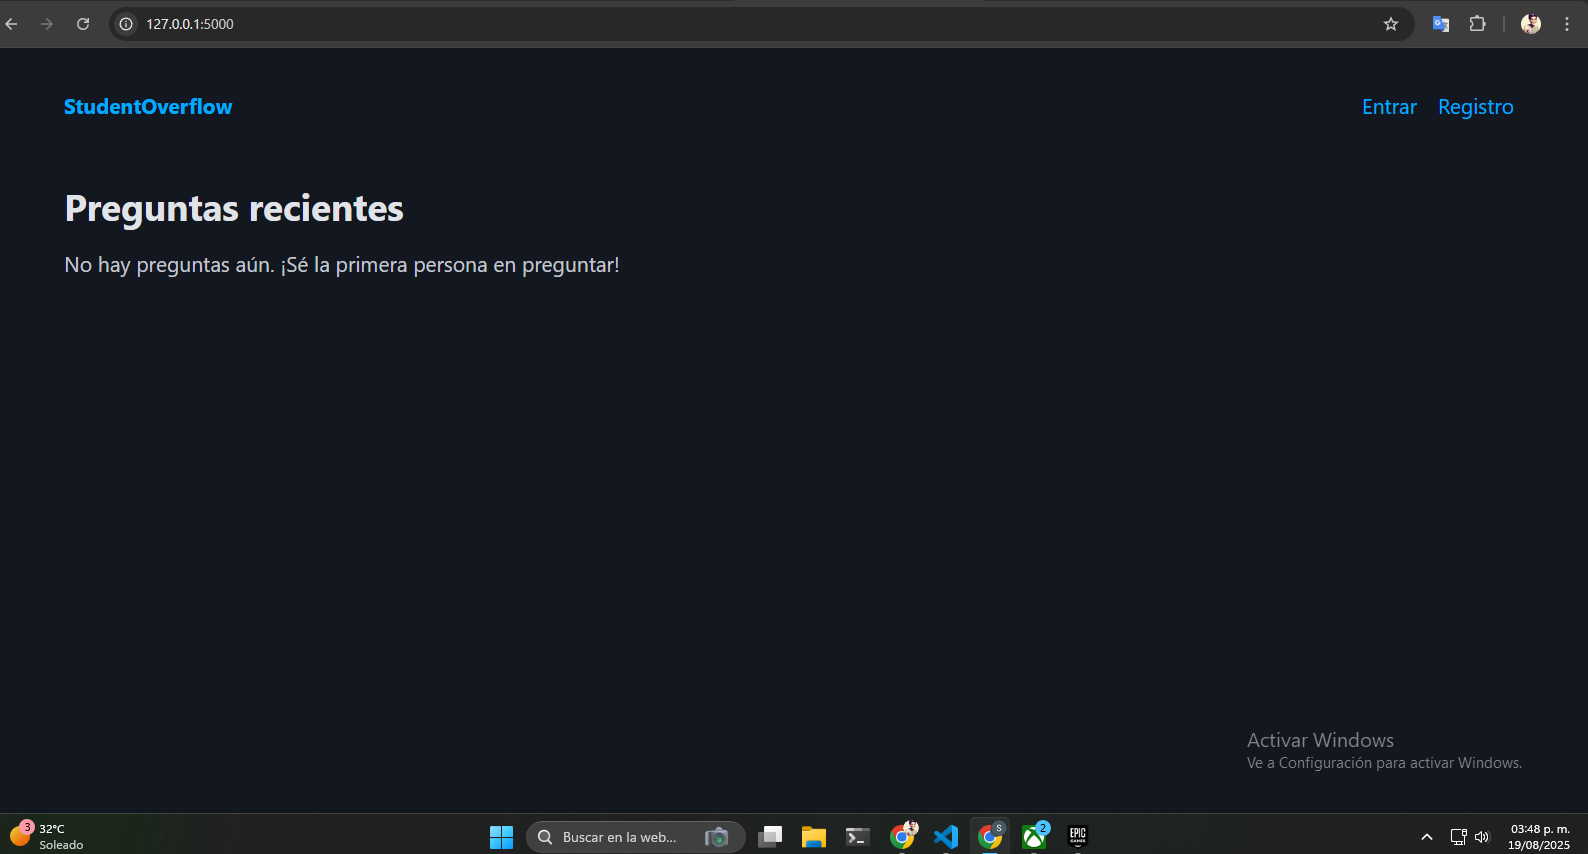 127.0.0.1:5000
StudentOverflow
Entrar
Registro
Preguntas recientes
No hay preguntas aún. ¡Sé la primera persona en preguntar!
Activar Windows
Ve a Configuración para activar Windows.
3
32°C
Soleado
Buscar en la web...
S
2
EPIC
GAMES
03:48 p. m.
19/08/2025